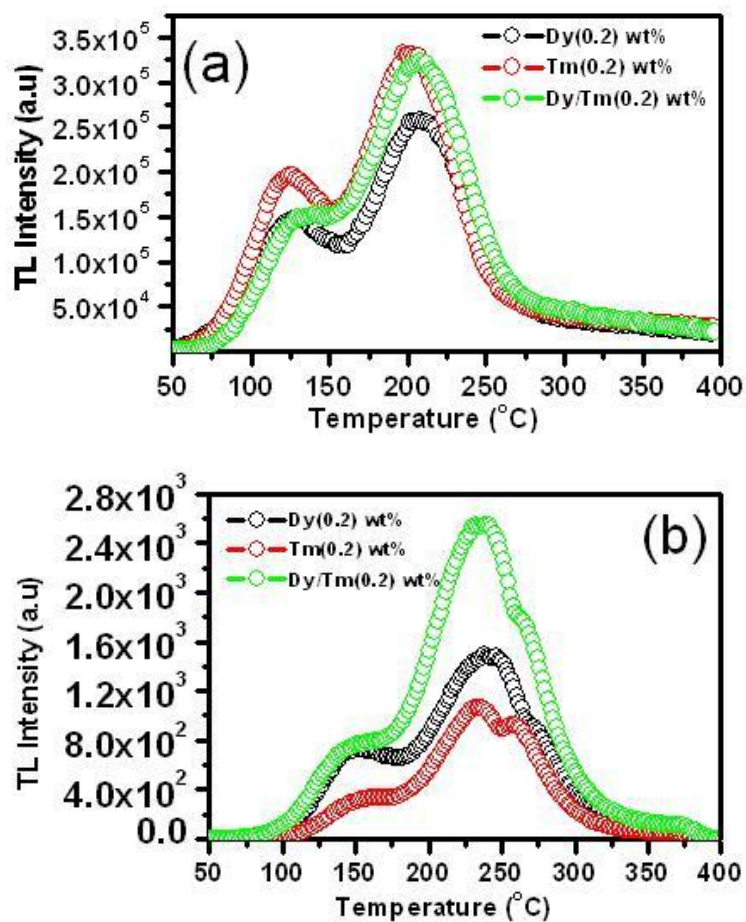 (a)
Dy(0.2) wt%
Tm(0.2) wt%
Dy/Tm(0.2) wt%
TL Intensity (a.u)
3.5x10⁵
3.0x10⁵
2.5x10⁵
2.0x10⁵
1.5x10⁵
1.0x10⁵
5.0x10⁴
50 100 150 200 250 300 350 400
Temperature (°C)
(b)
Dy(0.2) wt%
Tm(0.2) wt%
Dy/Tm(0.2) wt%
TL Intensity (a.u)
2.8x10³
2.4x10³
2.0x10³
1.6x10³
1.2x10³
8.0x10²
4.0x10²
0.0
50 100 150 200 250 300 350 400
Temperature (°C)